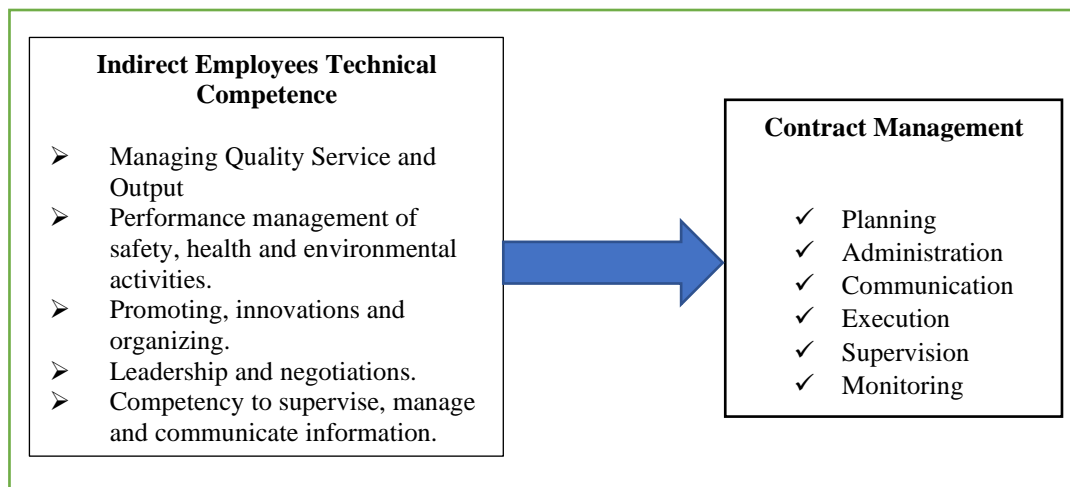 Indirect Employees Technical
Competence
➢ Managing Quality Service and
Output
➢ Performance management of
safety, health and environmental
activities.
➢ Promoting, innovations and
organizing.
➢ Leadership and negotiations.
➢ Competency to supervise, manage
and communicate information.
Contract Management
✓ Planning
✓ Administration
✓ Communication
✓ Execution
✓ Supervision
✓ Monitoring